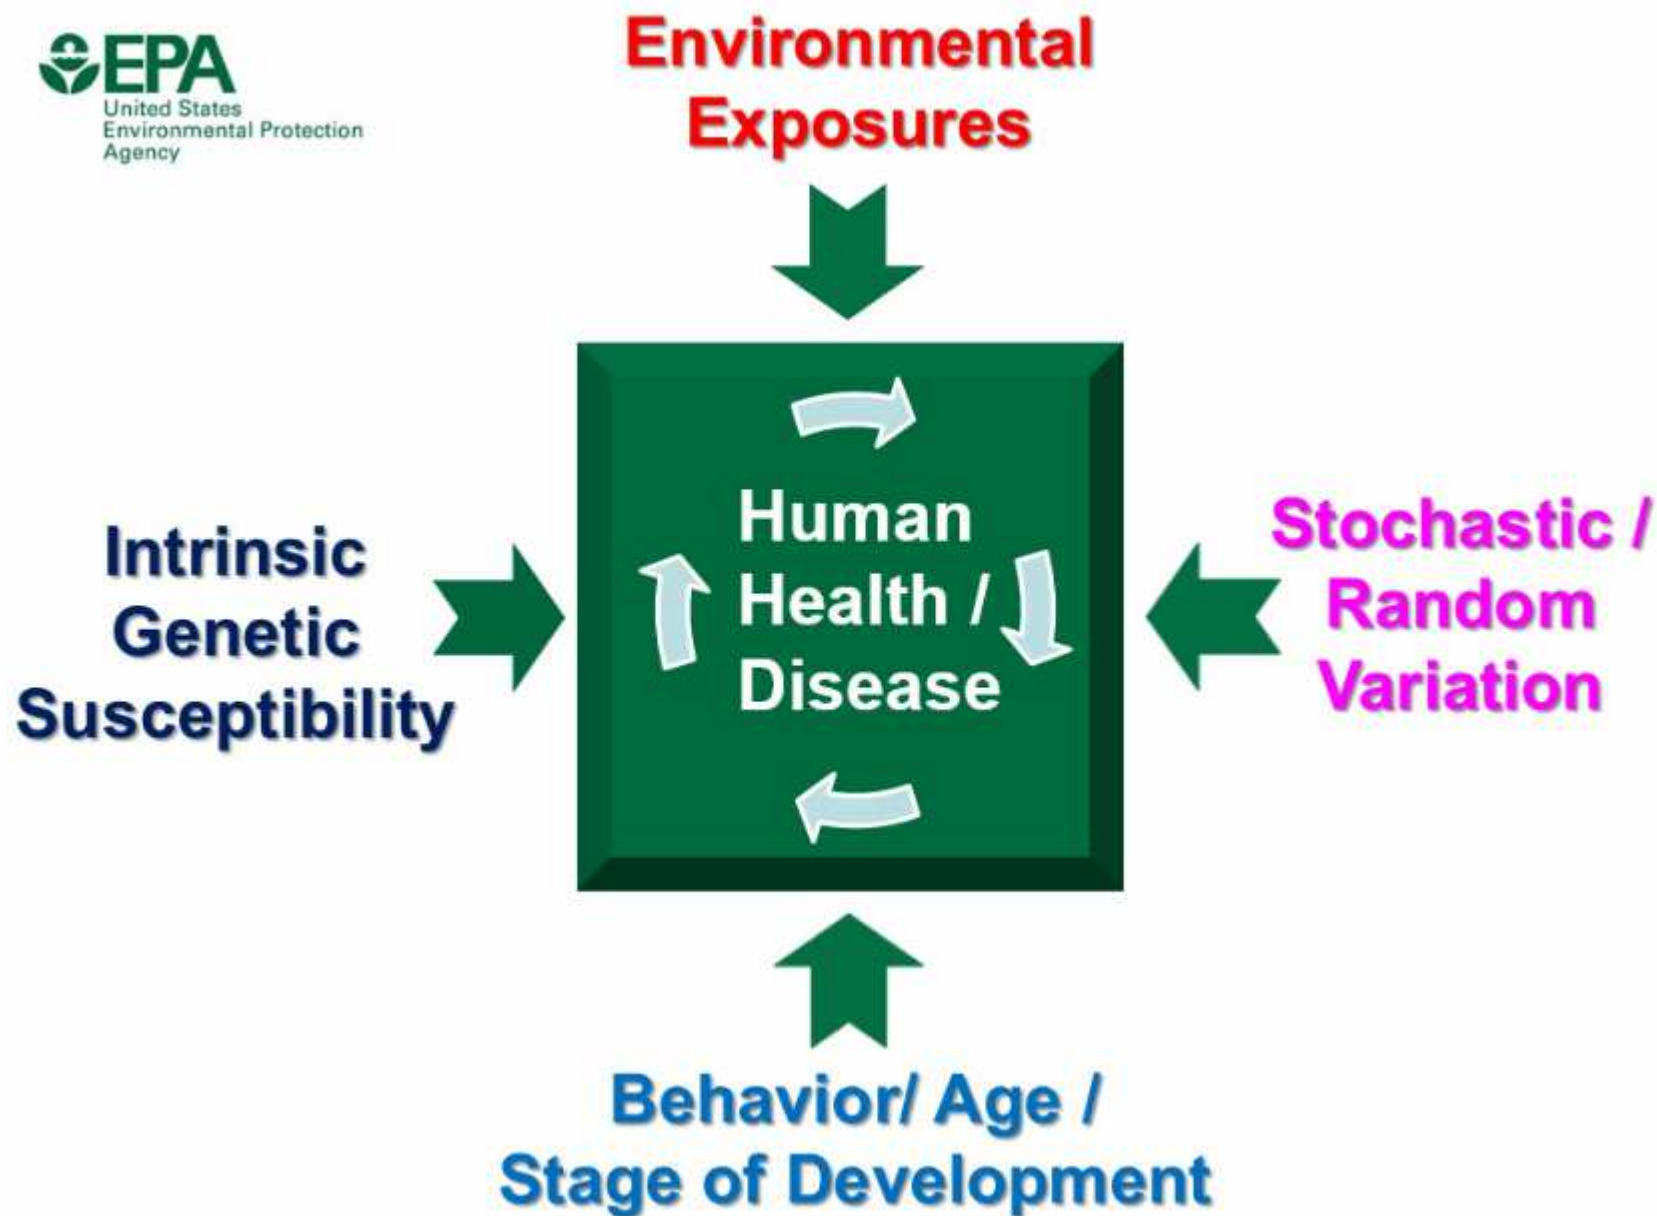 EPA
United States
Environmental Protection
Agency
Environmental
Exposures
Intrinsic
Genetic
Susceptibility
Human
Health /
Disease
Stochastic /
Random
Variation
Behavior/ Age /
Stage of Development